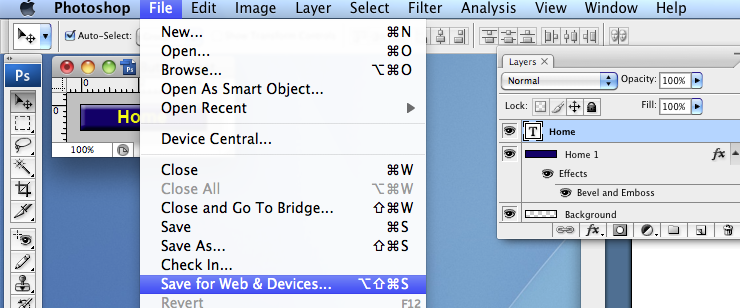 Photoshop File Edit Image Layer Select Filter Analysis View Window Help
Auto-Select:
Ps
0
0
Ho
100%
New... ⌘N
Open... ⌘O
Browse... ⌥⌘O
Open As Smart Object...
Open Recent
Device Central...
Close ⌘W
Close All ⌥⌘W
Close and Go To Bridge... ⇧⌘W
Save ⌘S
Save As... ⇧⌘S
Check In...
Save for Web & Devices... ⌥⇧⌘S
Revert F12
Layers ×
Normal Opacity: 100%
Lock: Fill: 100%
T Home
Home 1 fx
Effects
Bevel and Emboss
Background
fx